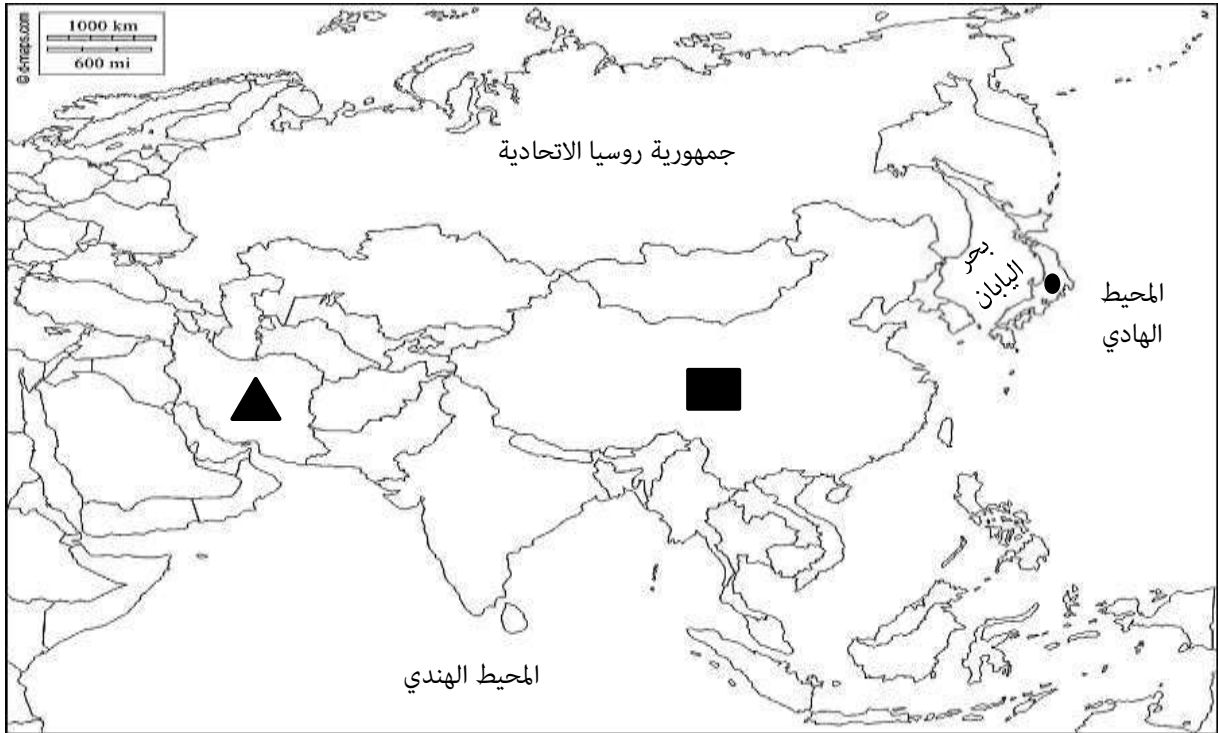 1000 km
600 mi
© d-maps.com
جمهورية روسيا الاتحادية
بحر
اليابان
المحيط
الهادي
المحيط الهندي